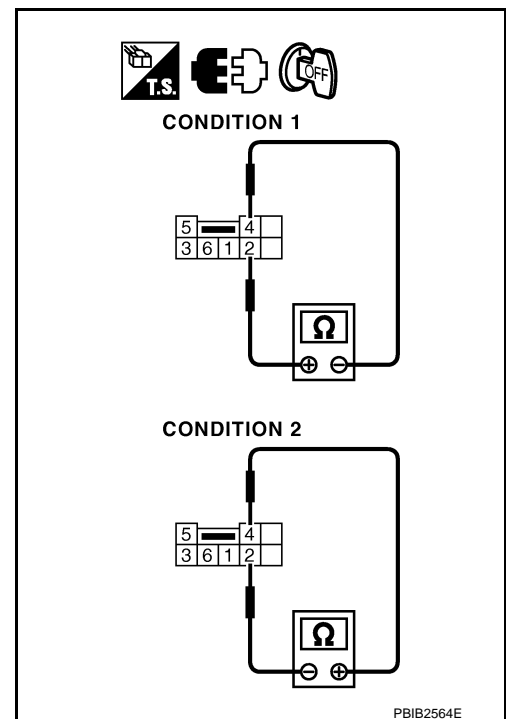 T.S.
OFF
CONDITION 1
5 4
3 6 1 2
Ω
+ −
CONDITION 2
5 4
3 6 1 2
Ω
− +
PBIB2564E